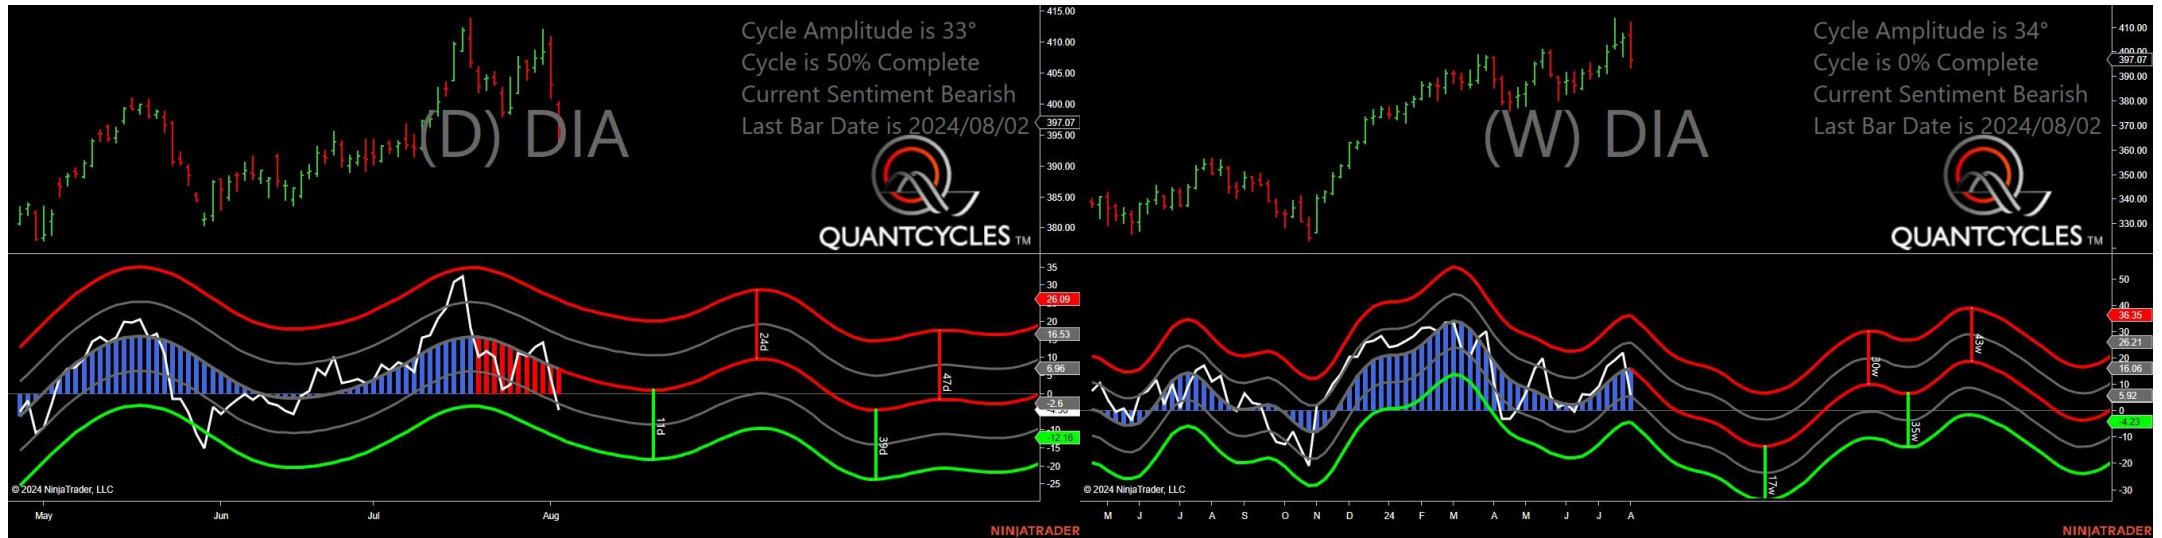 Cycle Amplitude is 33°
Cycle is 50% Complete
Current Sentiment Bearish
Last Bar Date is 2024/08/02
(D) DIA
QUANTCYCLES TM
415.00
410.00
405.00
400.00
397.07
395.00
390.00
385.00
380.00
35
30
26.09
20
16.53
10
6.96
5
0
-2.6
-10
-12.16
-15
-20
-25
11d
24d
39d
47d
© 2024 NinjaTrader, LLC
May Jun Jul Aug
NINJATRADER
Cycle Amplitude is 34°
Cycle is 0% Complete
Current Sentiment Bearish
Last Bar Date is 2024/08/02
(W) DIA
QUANTCYCLES TM
410.00
400.00
397.07
390.00
380.00
370.00
360.00
350.00
340.00
330.00
50
40
36.35
30
26.21
20
16.06
10
5.92
0
-4.23
-10
-20
-30
17w
30w
35w
43w
© 2024 NinjaTrader, LLC
M J J A S O N D 24 F M A M J J A
NINJATRADER